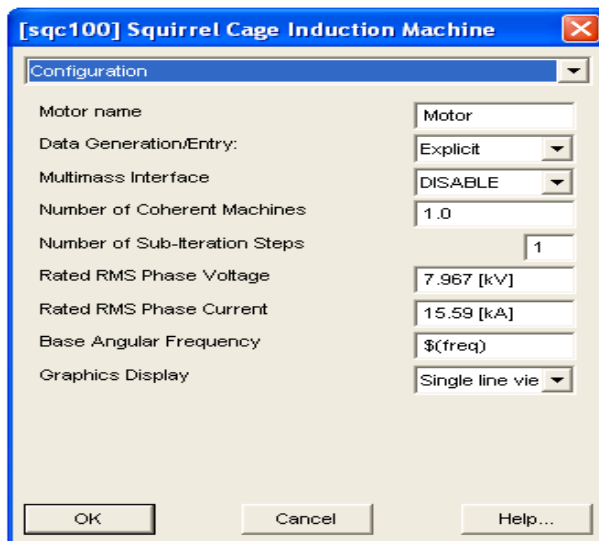 [sqc100] Squirrel Cage Induction Machine
Configuration
Motor name Motor
Data Generation/Entry: Explicit
Multimass Interface DISABLE
Number of Coherent Machines 1.0
Number of Sub-Iteration Steps 1
Rated RMS Phase Voltage 7.967 [kV]
Rated RMS Phase Current 15.59 [kA]
Base Angular Frequency $(freq)
Graphics Display Single line vie
OK Cancel Help...